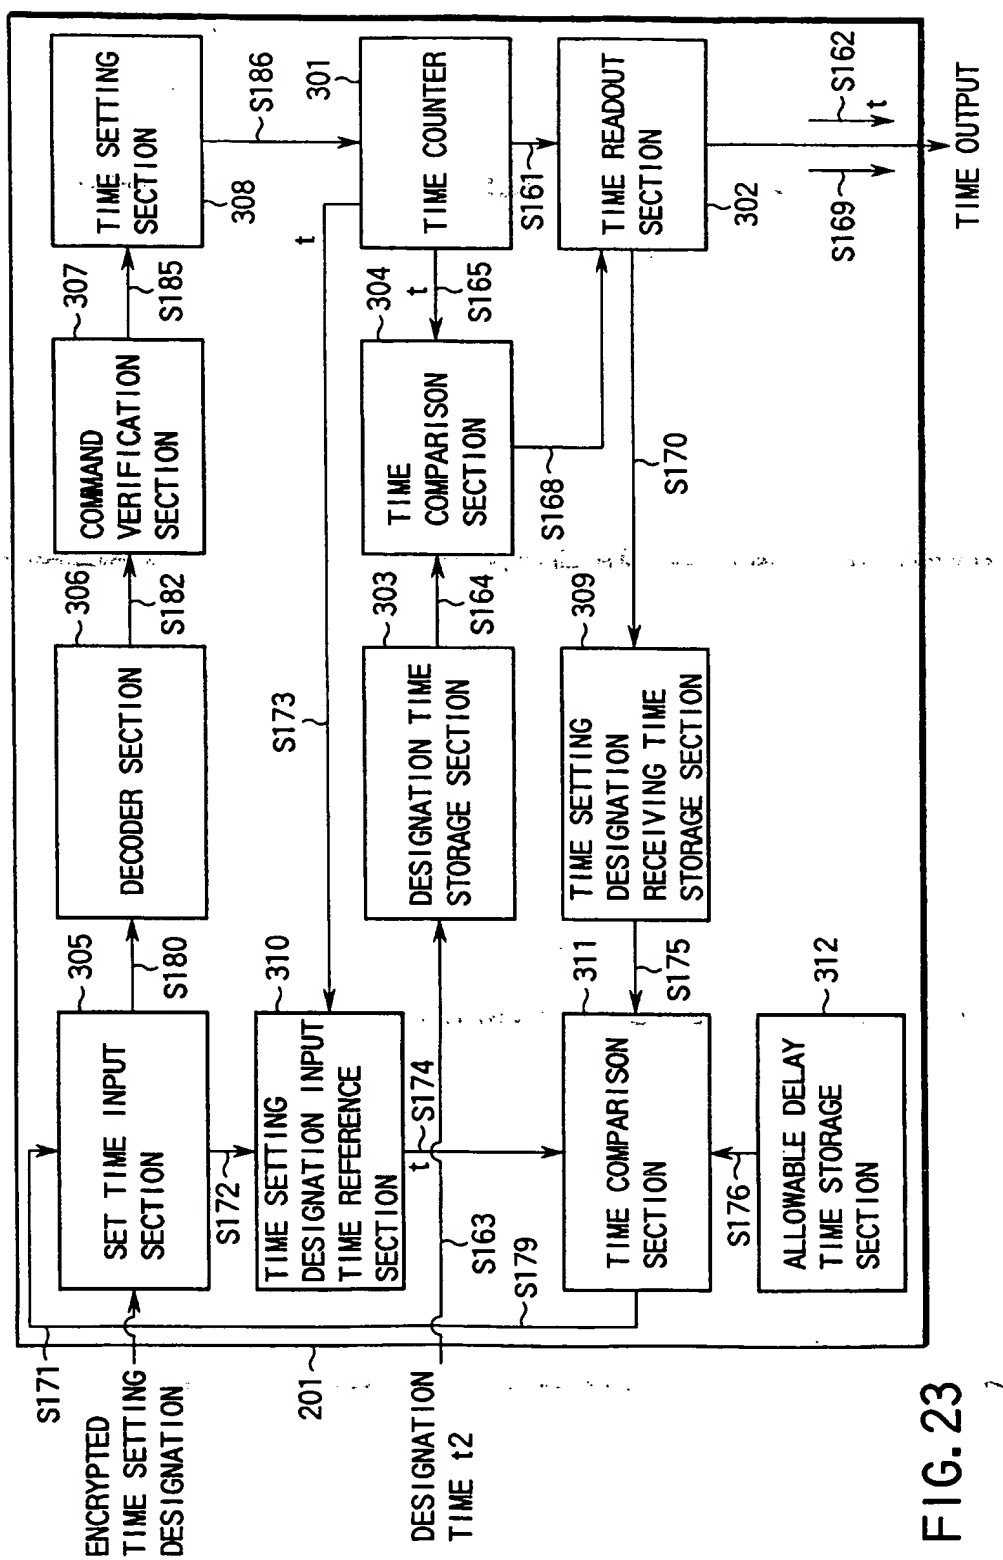 ENCRYPTED
TIME SETTING
DESIGNATION
S171
SET TIME INPUT
SECTION
305
S180
DECODER SECTION
306
S182
COMMAND
VERIFICATION
SECTION
307
S185
TIME SETTING
SECTION
308
S186
S172
TIME SETTING
DESIGNATION INPUT
TIME REFERENCE
SECTION
310
S173
t
201
DESIGNATION
TIME t2
S163
t
S174
DESIGNATION TIME
STORAGE SECTION
303
S164
TIME
COMPARISON
SECTION
304
t
S165
TIME COUNTER
301
S161
S168
S179
TIME COMPARISON
SECTION
311
S175
TIME SETTING
DESIGNATION
RECEIVING TIME
STORAGE SECTION
309
S170
TIME READOUT
SECTION
302
S176
ALLOWABLE DELAY
TIME STORAGE
SECTION
312
S169
S162
t
TIME OUTPUT
FIG. 23